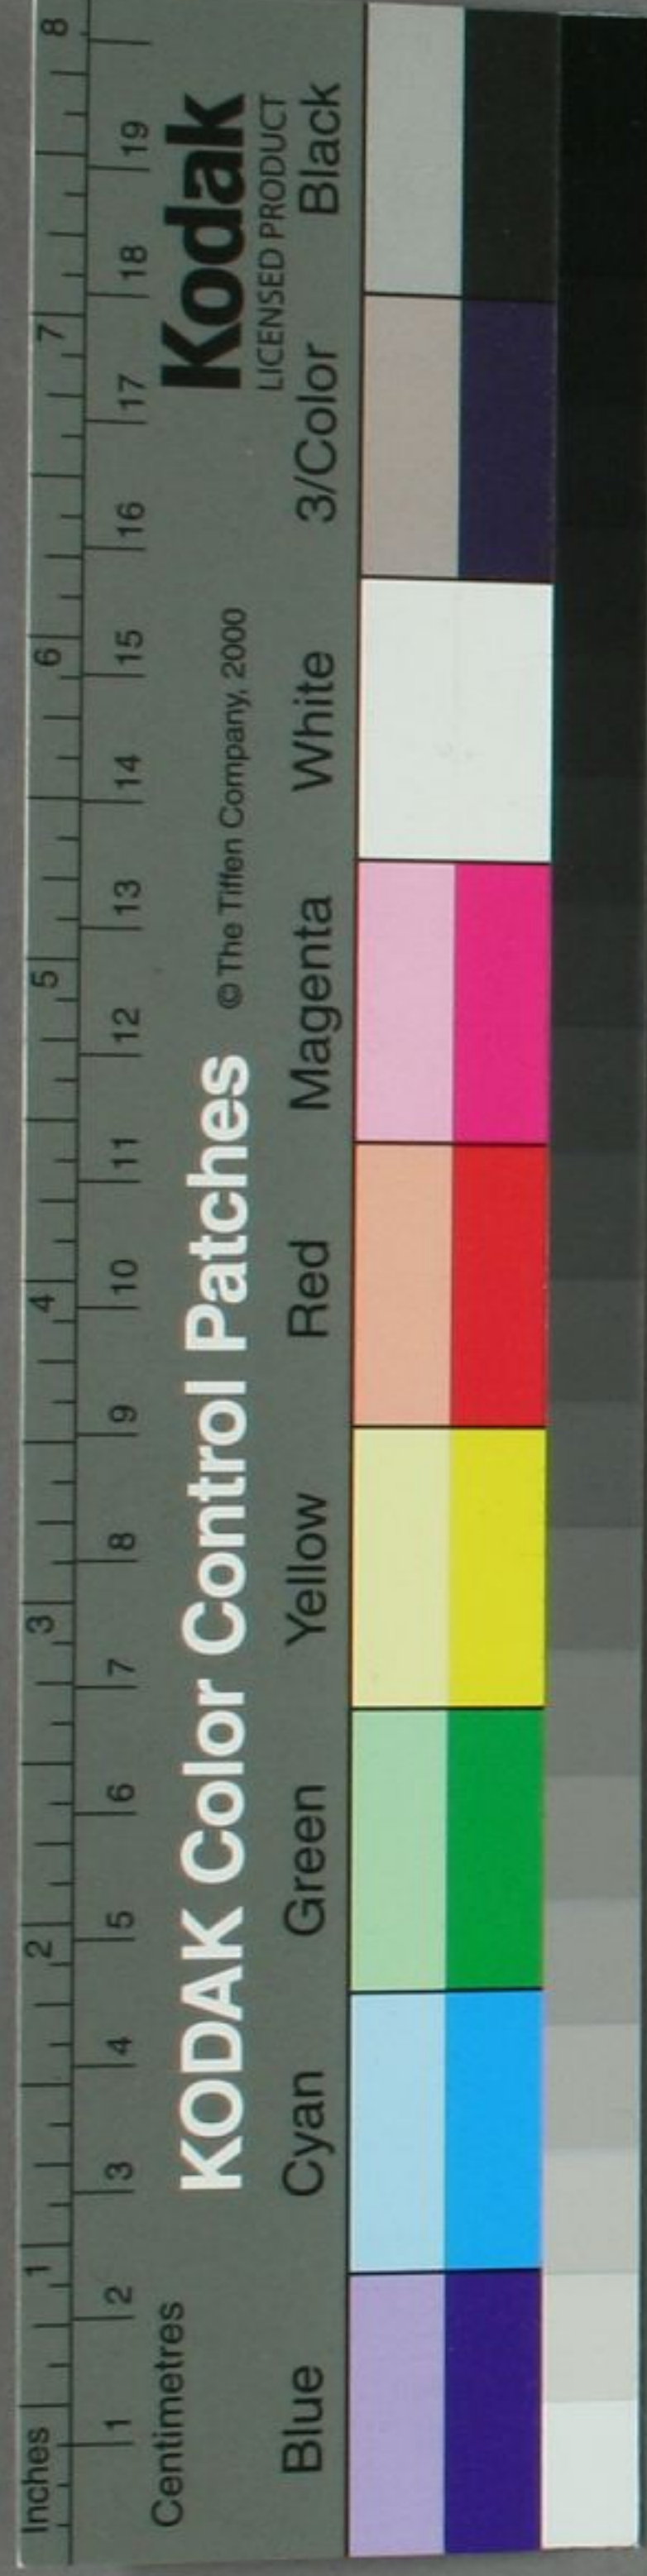 Inches 1 2 3 4 5 6 7 8
1 2 3 4 5 6 7 8 9 10 11 12 13 14 15 16 17 18 19
Centimetres
KODAK Color Control Patches © The Tiffen Company, 2000 Kodak
LICENSED PRODUCT
Blue Cyan Green Yellow Red Magenta White 3/Color Black